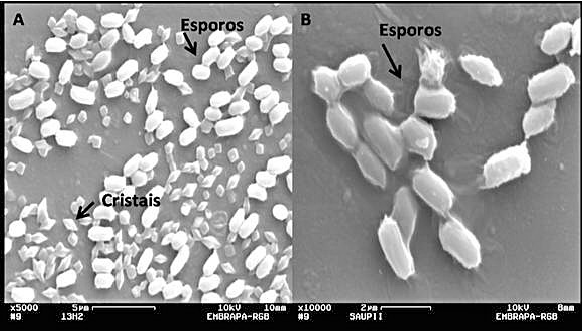 A
Esporos
Cristais
x5000 5µm 10kV 10mm
#9 13H2 EMBRAPA-RGB
B
Esporos
x10000 2µm 10kV 8mm
#9 SAUPII EMBRAPA-RGB